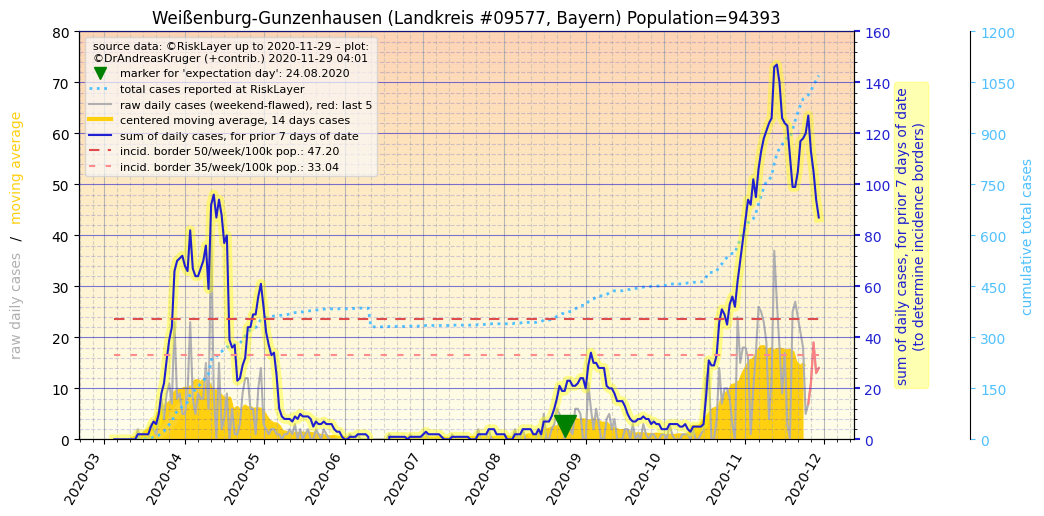 Weißenburg-Gunzenhausen (Landkreis #09577, Bayern) Population=94393
source data: ©RiskLayer up to 2020-11-29 – plot:
©DrAndreasKruger (+contrib.) 2020-11-29 04:01
marker for 'expectation day': 24.08.2020
total cases reported at RiskLayer
raw daily cases (weekend-flawed), red: last 5
centered moving average, 14 days cases
sum of daily cases, for prior 7 days of date
incid. border 50/week/100k pop.: 47.20
incid. border 35/week/100k pop.: 33.04
raw daily cases / moving average
80
70
60
50
40
30
20
10
0
2020-03
2020-04
2020-05
2020-06
2020-07
2020-08
2020-09
2020-10
2020-11
2020-12
160
140
120
100
80
60
40
20
0
sum of daily cases, for prior 7 days of date
(to determine incidence borders)
1200
1050
900
750
600
450
300
150
0
cumulative total cases